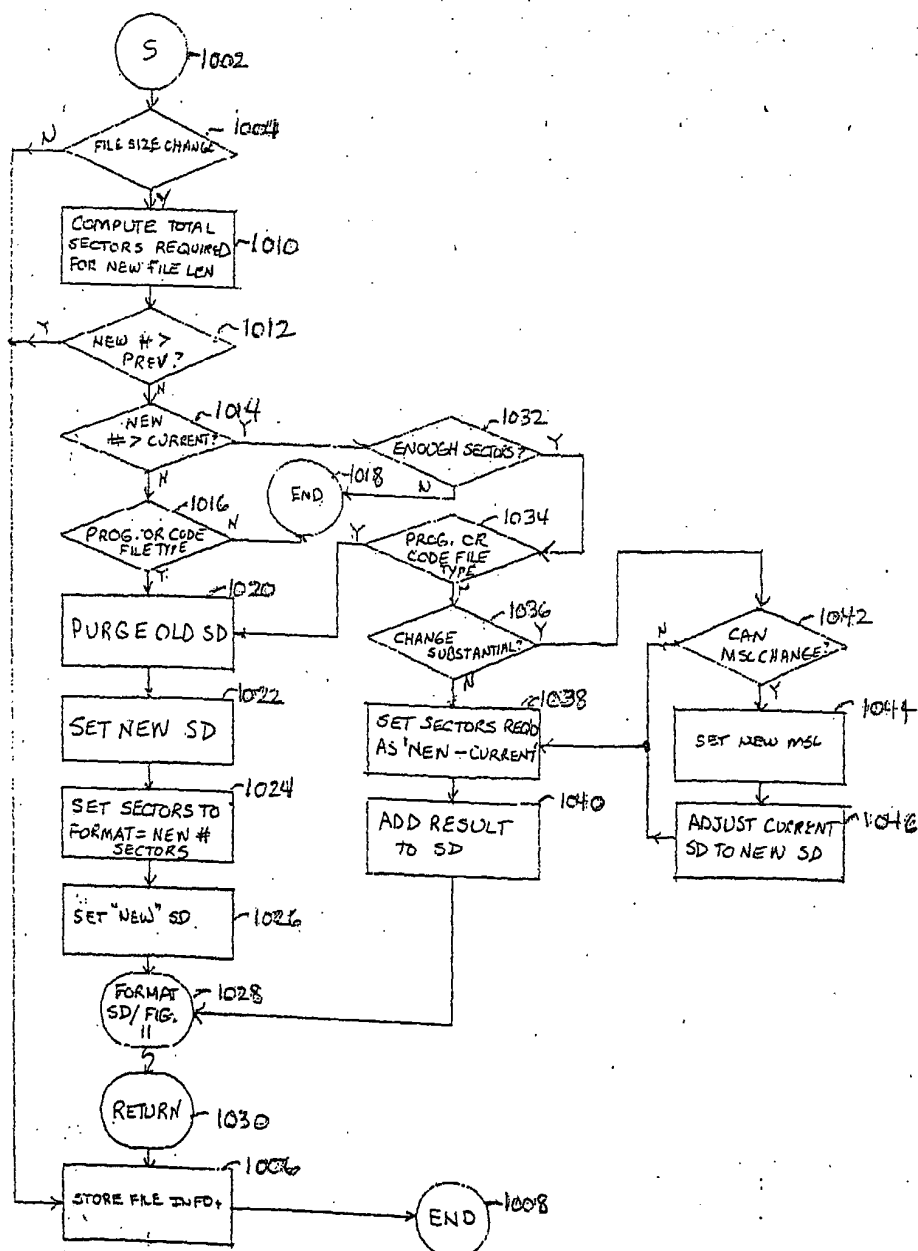 S
1002
1004
N
FILE SIZE CHANGE
Y
COMPUTE TOTAL
SECTORS REQUIRED
FOR NEW FILE LEN
1010
1012
Y
NEW # >
PREV?
N
1014
NEW
# > CURRENT?
Y
1032
ENOUGH SECTORS?
Y
N
1018
END
N
1016
PROG. OR CODE
FILE TYPE
N
Y
1034
PROG. OR
CODE FILE
TYPE
Y
1020
PURGE OLD SD
1036
CHANGE
SUBSTANTIAL?
Y
N
1042
CAN
MSL CHANGE?
N
Y
1022
SET NEW SD
1038
SET SECTORS REQD
AS "NEW - CURRENT
1044
SET NEW MSL
1024
SET SECTORS TO
FORMAT = NEW #
SECTORS
1040
ADD RESULT
TO SD
ADJUST CURRENT
SD TO NEW SD
1026
SET "NEW" SD
FORMAT
SD/FIG.
11
1028
RETURN
1030
1006
STORE FILE INFO.
END
1008